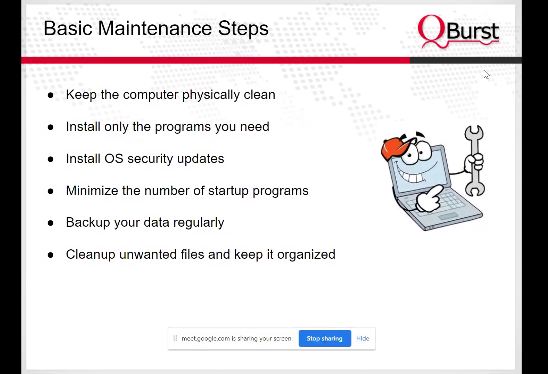 Basic Maintenance Steps
QBurst
● Keep the computer physically clean
● Install only the programs you need
● Install OS security updates
● Minimize the number of startup programs
● Backup your data regularly
● Cleanup unwanted files and keep it organized
meet.google.com is sharing your screen.
Stop sharing
Hide